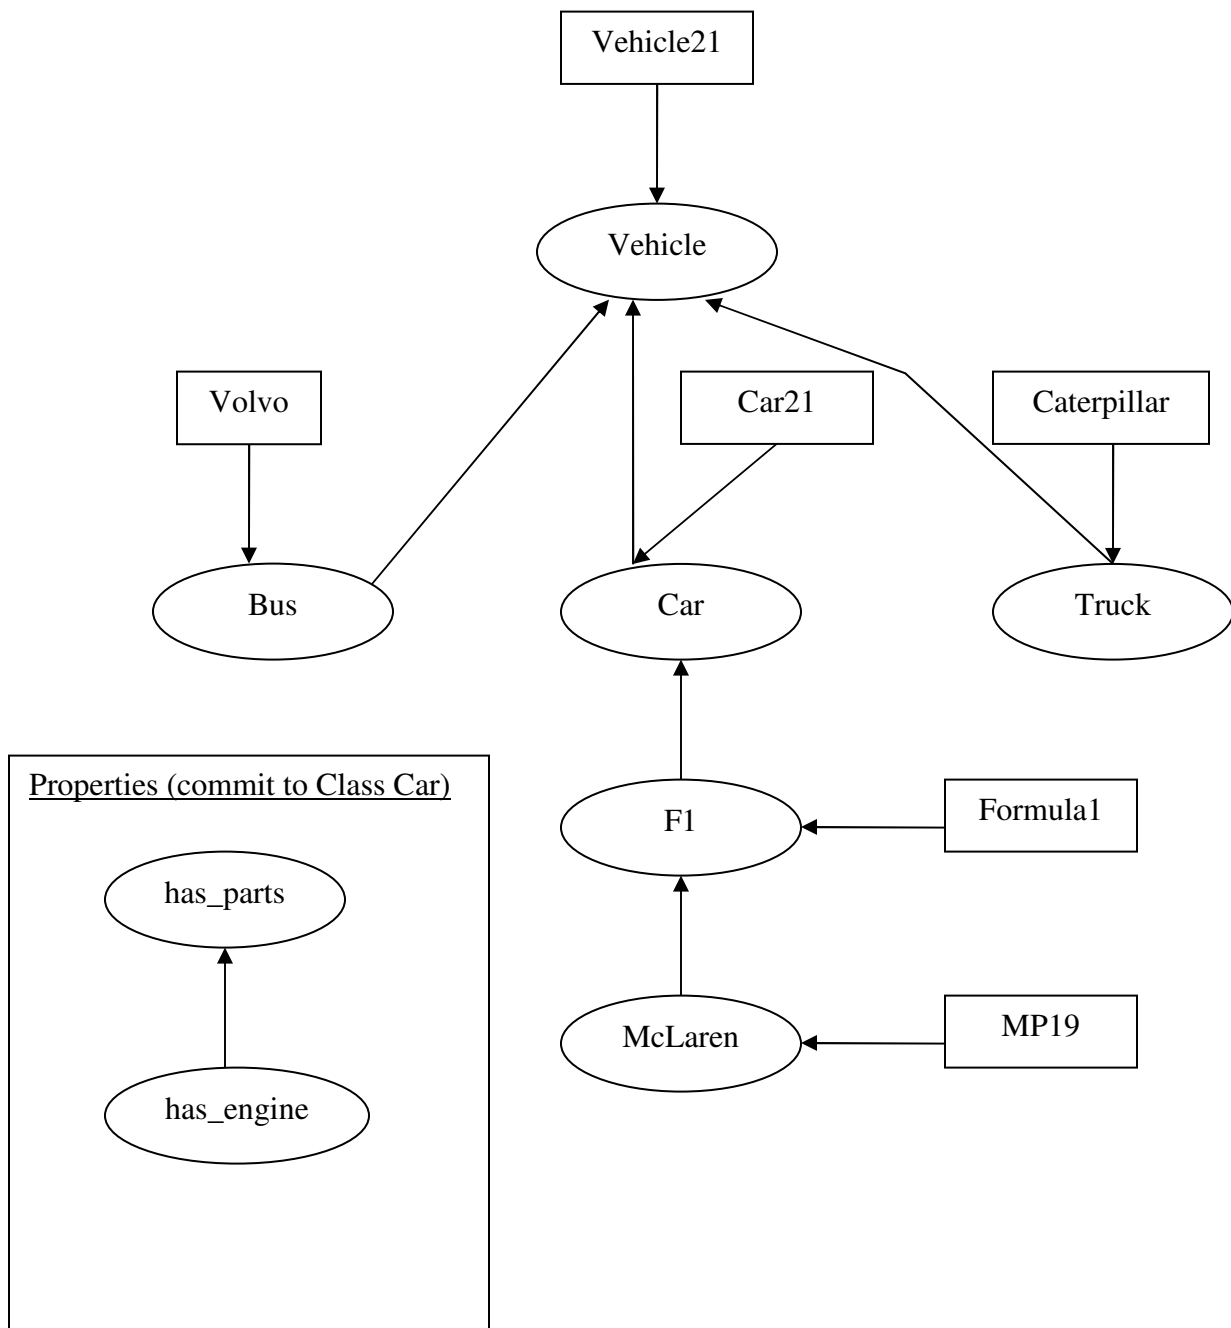 Vehicle21
Vehicle
Volvo
Car21
Caterpillar
Bus
Car
Truck
Properties (commit to Class Car)
F1
Formula1
has_parts
McLaren
MP19
has_engine